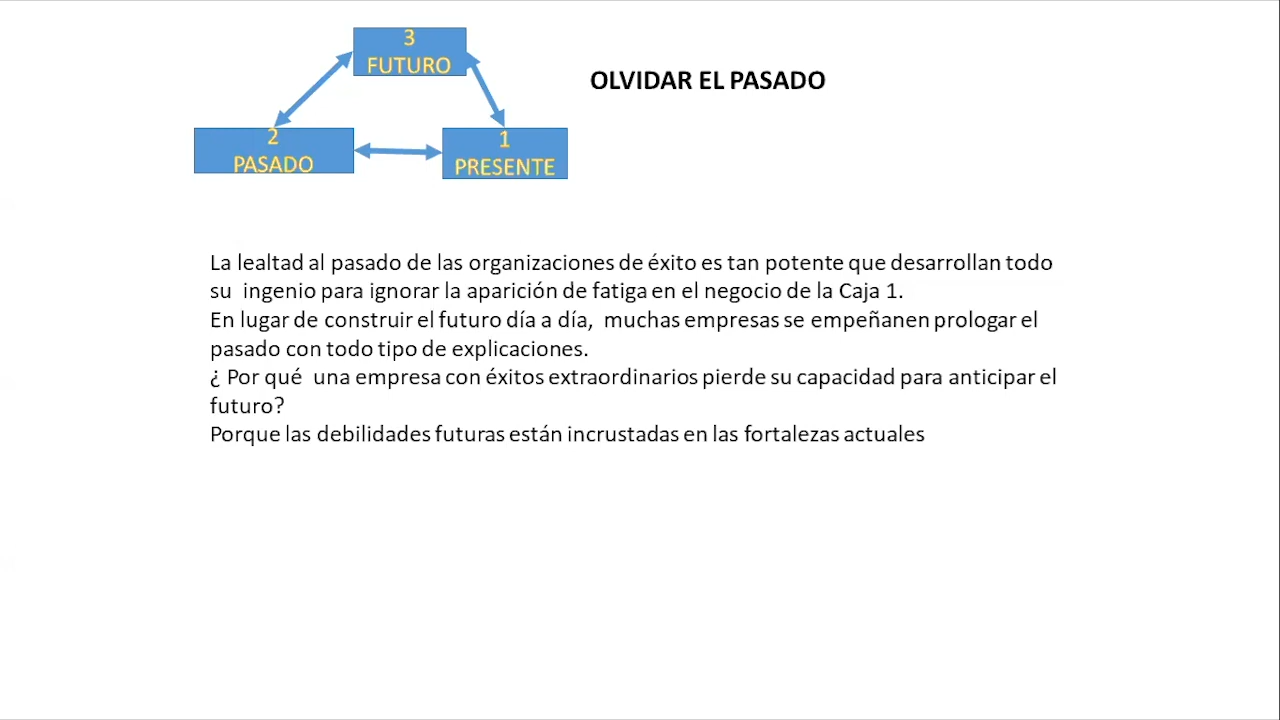 3
FUTURO
OLVIDAR EL PASADO
2
PASADO
1
PRESENTE
La lealtad al pasado de las organizaciones de éxito es tan potente que desarrollan todo
su  ingenio para ignorar la aparición de fatiga en el negocio de la Caja 1.
En lugar de construir el futuro día a día,  muchas empresas se empeñanen prologar el
pasado con todo tipo de explicaciones.
¿ Por qué  una empresa con éxitos extraordinarios pierde su capacidad para anticipar el
futuro?
Porque las debilidades futuras están incrustadas en las fortalezas actuales